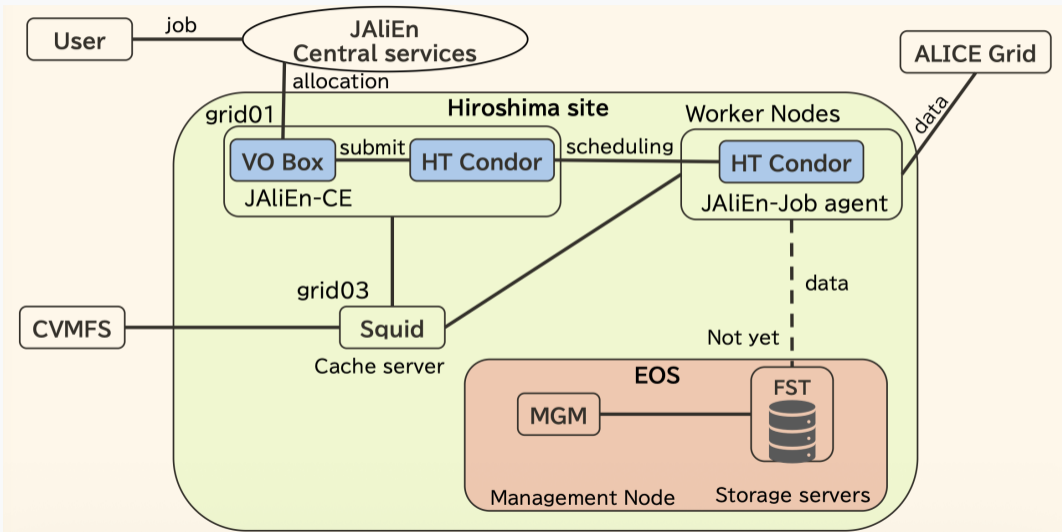 User
job
JAliEn
Central services
ALICE Grid
allocation
data
Hiroshima site
grid01
Worker Nodes
VO Box
submit
HT Condor
scheduling
HT Condor
JAliEn-CE
JAliEn-Job agent
grid03
data
CVMFS
Squid
Cache server
Not yet
EOS
FST
MGM
Management Node
Storage servers